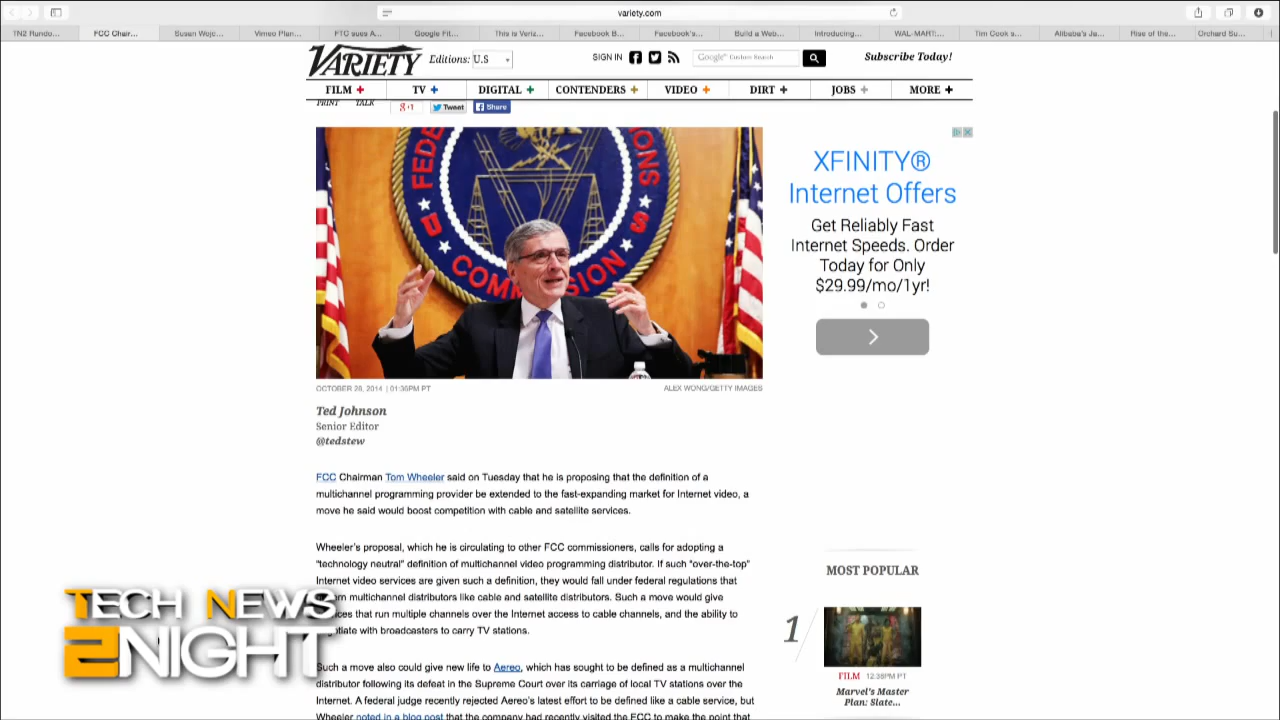 variety.com
TN2 Rundo...
FCC Chair...
Susan Wojc...
Vimeo Plan...
FTC sues A...
Google Fit...
This is Veriz...
Facebook B...
Facebook's...
Build a Web...
Introducing...
WAL-MART:...
Tim Cook s...
Alibaba's Ja...
Rise of the...
Orchard Su...
VARIETY
Editions: U.S
SIGN IN
Google Custom Search
Subscribe Today!
FILM + TV + DIGITAL + CONTENDERS + VIDEO + DIRT + JOBS + MORE +
PRINT TALK
g+1 Tweet Share
FEDE
IONS
COMMISSION
U S
XFINITY®
Internet Offers
Get Reliably Fast
Internet Speeds. Order
Today for Only
$29.99/mo/1yr!
OCTOBER 28, 2014 | 01:36PM PT
ALEX WONG/GETTY IMAGES
Ted Johnson
Senior Editor
@tedstew
FCC Chairman Tom Wheeler said on Tuesday that he is proposing that the definition of a
multichannel programming provider be extended to the fast-expanding market for Internet video, a
move he said would boost competition with cable and satellite services.
Wheeler's proposal, which he is circulating to other FCC commissioners, calls for adopting a
"technology neutral" definition of multichannel video programming distributor. If such "over-the-top"
Internet video services are given such a definition, they would fall under federal regulations that
multichannel distributors like cable and satellite distributors. Such a move would give
that run multiple channels over the Internet access to cable channels, and the ability to
with broadcasters to carry TV stations.
Such a move also could give new life to Aereo, which has sought to be defined as a multichannel
distributor following its defeat in the Supreme Court over its carriage of local TV stations over the
Internet. A federal judge recently rejected Aereo's latest effort to be defined like a cable service, but
Wheeler noted in a blog post that the company had recently visited the FCC to make the point that
MOST POPULAR
1
FILM 12:38PM PT
Marvel's Master
Plan: Slate...
TECH NEWS
2NIGHT